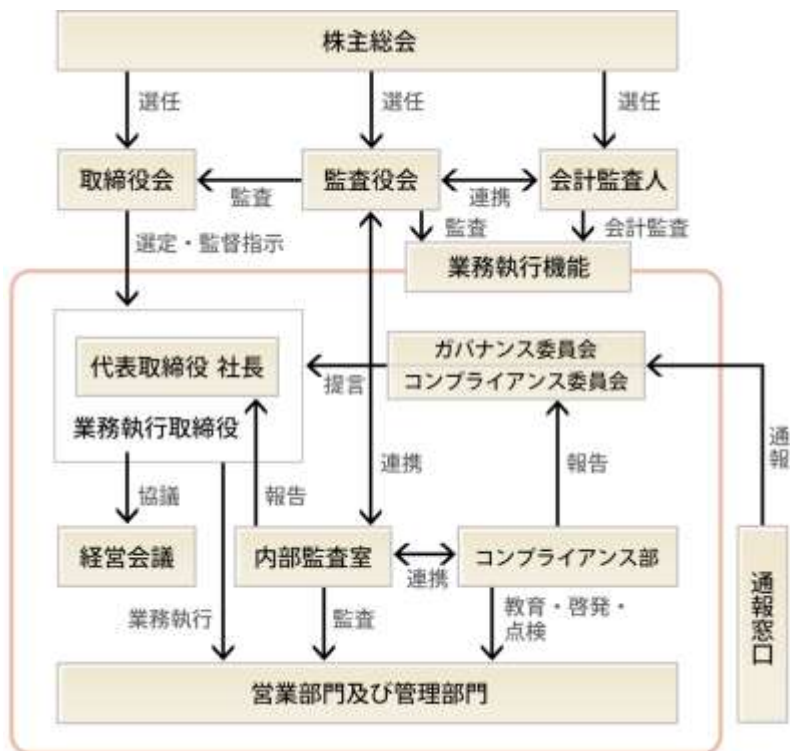 株主総会
選任
選任
選任
取締役会
監査
監査役会
連携
会計監査人
選定・監督指示
監査
会計監査
業務執行機能
代表取締役 社長
業務執行取締役
提言
ガバナンス委員会
コンプライアンス委員会
通報
協議
報告
連携
報告
経営会議
内部監査室
連携
コンプライアンス部
通報窓口
業務執行
監査
教育・啓発・
点検
営業部門及び管理部門